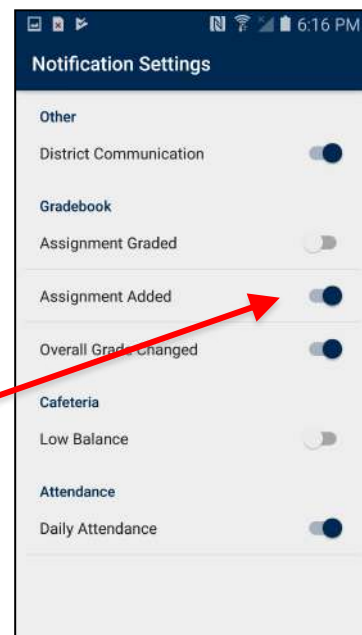 6:16 PM
Notification Settings
Other
District Communication
Gradebook
Assignment Graded
Assignment Added
Overall Grade Changed
Cafeteria
Low Balance
Attendance
Daily Attendance